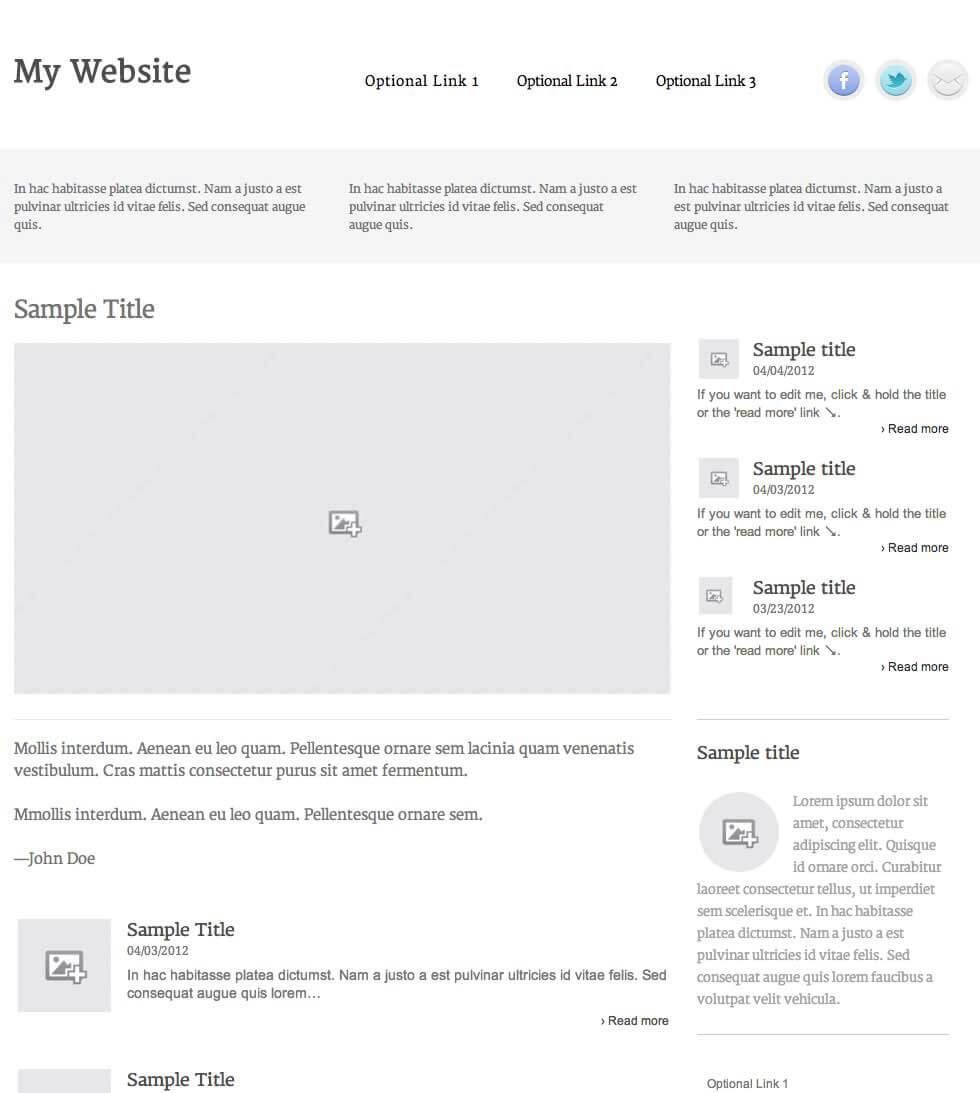 My Website
Optional Link 1
Optional Link 2
Optional Link 3
In hac habitasse platea dictumst. Nam a justo a est
pulvinar ultricies id vitae felis. Sed consequat augue
quis.
In hac habitasse platea dictumst. Nam a justo a est
pulvinar ultricies id vitae felis. Sed consequat
augue quis.
In hac habitasse platea dictumst. Nam a justo a
est pulvinar ultricies id vitae felis. Sed consequat
augue quis.
Sample Title
Sample title
04/04/2012
If you want to edit me, click & hold the title
or the 'read more' link ↘.
› Read more
Sample title
04/03/2012
If you want to edit me, click & hold the title
or the 'read more' link ↘.
› Read more
Sample title
03/23/2012
If you want to edit me, click & hold the title
or the 'read more' link ↘.
› Read more
Mollis interdum. Aenean eu leo quam. Pellentesque ornare sem lacinia quam venenatis
vestibulum. Cras mattis consectetur purus sit amet fermentum.
Mmollis interdum. Aenean eu leo quam. Pellentesque ornare sem.
—John Doe
Sample Title
04/03/2012
In hac habitasse platea dictumst. Nam a justo a est pulvinar ultricies id vitae felis. Sed
consequat augue quis lorem…
› Read more
Sample Title
Sample title
Lorem ipsum dolor sit
amet, consectetur
adipiscing elit. Quisque
id ornare orci. Curabitur
laoreet consectetur tellus, ut imperdiet
sem scelerisque et. In hac habitasse
platea dictumst. Nam a justo a est
pulvinar ultricies id vitae felis. Sed
consequat augue quis lorem faucibus a
volutpat velit vehicula.
Optional Link 1